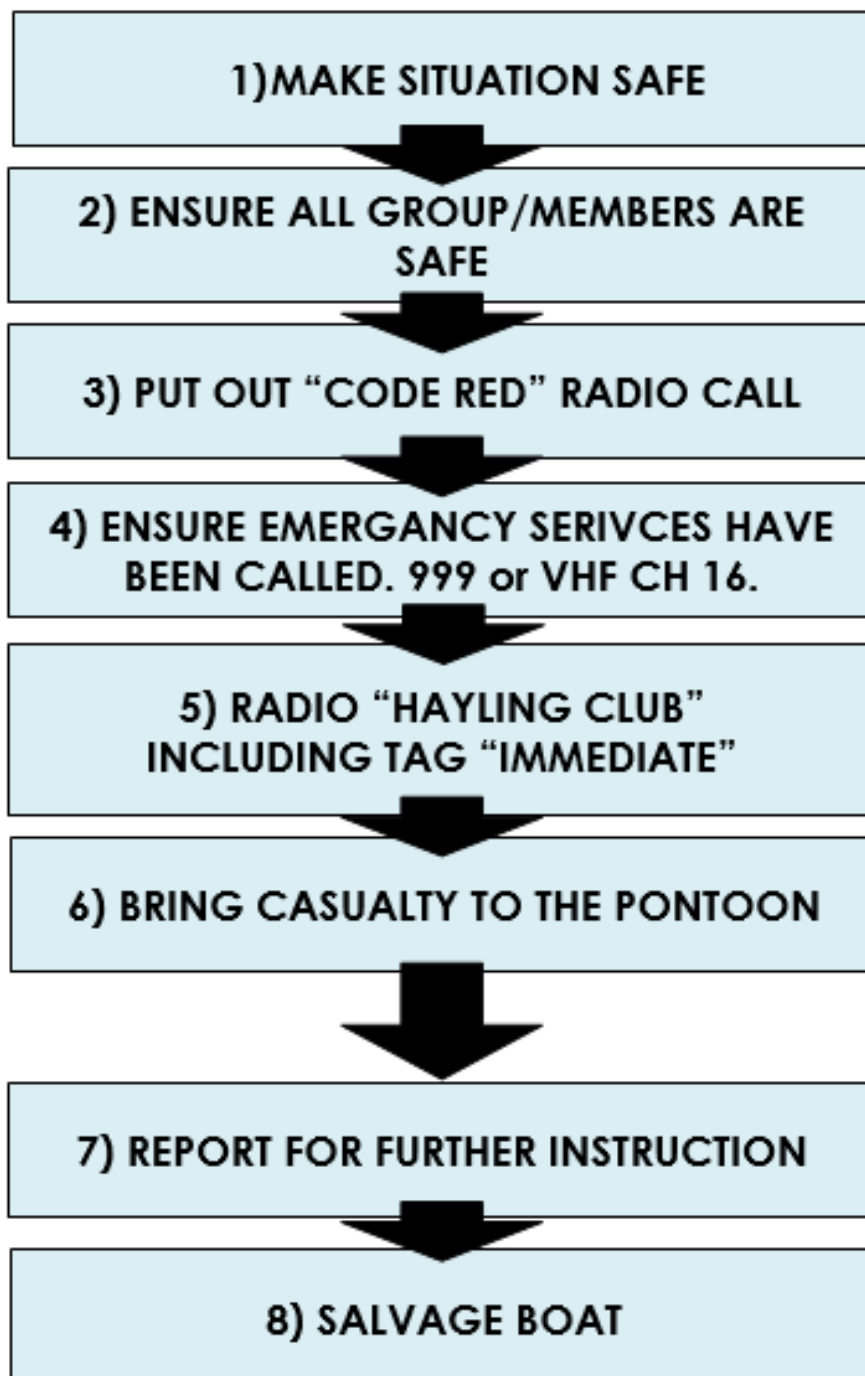 1)MAKE SITUATION SAFE
2) ENSURE ALL GROUP/MEMBERS ARE
SAFE
3) PUT OUT “CODE RED” RADIO CALL
4) ENSURE EMERGANCY SERIVCES HAVE
BEEN CALLED. 999 or VHF CH 16.
5) RADIO “HAYLING CLUB”
INCLUDING TAG “IMMEDIATE”
6) BRING CASUALTY TO THE PONTOON
7) REPORT FOR FURTHER INSTRUCTION
8) SALVAGE BOAT